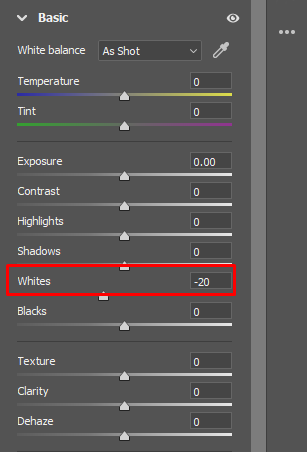 Basic
White balance As Shot
Temperature 0
Tint 0
Exposure 0.00
Contrast 0
Highlights 0
Shadows 0
Whites -20
Blacks 0
Texture 0
Clarity 0
Dehaze 0